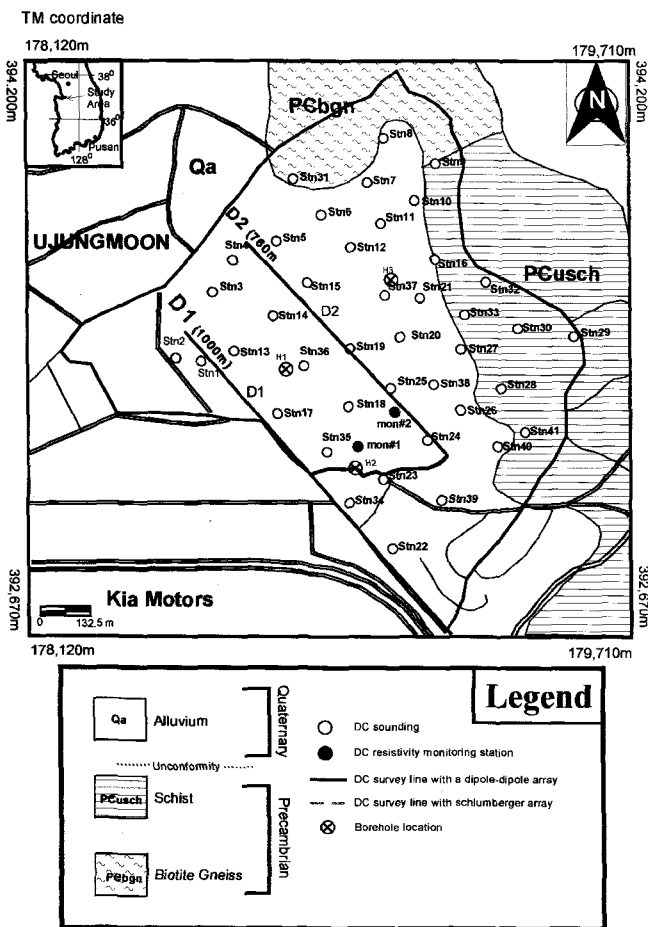 TM coordinate
178,120m
179,710m
394,200m
394,200m
Seoul
38°
Study
Area
36°
Pusan
128°
N
PCbgn
Stn8
Qa
Stn9
Stn31
Stn7
Stn10
D2 (760m
Stn6
Stn11
UJUNGMOON
Stn5
Stn12
Stn4
Stn16
PCusch
H3
Stn3
Stn15
Stn37
Stn21
Stn32
D1 (1000m)
Stn14
D2
Stn33
Stn30
Stn29
Stn2
Stn20
Stn1
Stn13
H1
Stn36
Stn19
Stn27
D1
Stn25
Stn38
Stn28
Stn17
Stn18
mon#2
Stn26
Stn24
Stn41
Stn35
mon#1
Stn40
H2
Stn23
Stn34
Stn39
Stn22
392,670m
392,670m
Kia Motors
0
132.5 m
178,120m
179,710m
Legend
Qa
Alluvium
Quaternary
DC sounding
DC resistivity monitoring station
Unconformity
DC survey line with a dipole-dipole array
PCusch
Schist
DC survey line with schlumberger array
Precambrian
Borehole location
PCbgn
Biotite Gneiss